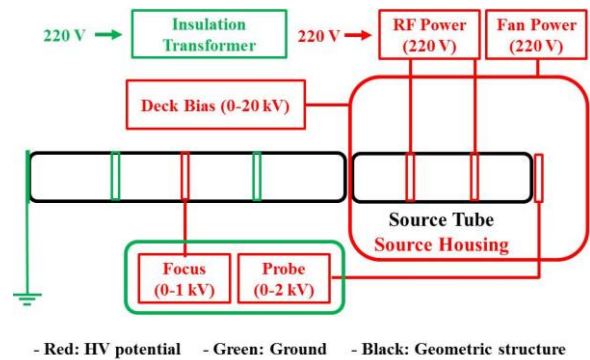 220 V
Insulation
Transformer
220 V
RF Power
(220 V)
Fan Power
(220 V)
Deck Bias (0-20 kV)
Source Tube
Source Housing
Focus
(0-1 kV)
Probe
(0-2 kV)
- Red: HV potential - Green: Ground - Black: Geometric structure